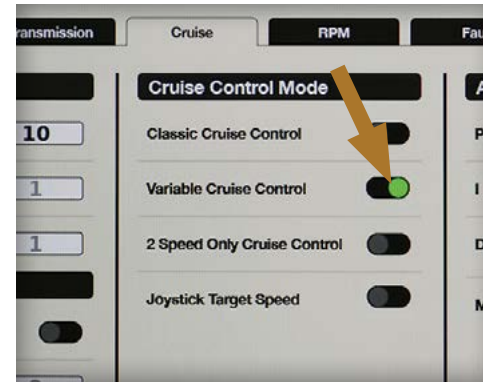 ransmission
Cruise
RPM
Fau
Cruise Control Mode
A
10
Classic Cruise Control
P
1
Variable Cruise Control
I
1
2 Speed Only Cruise Control
D
Joystick Target Speed
M